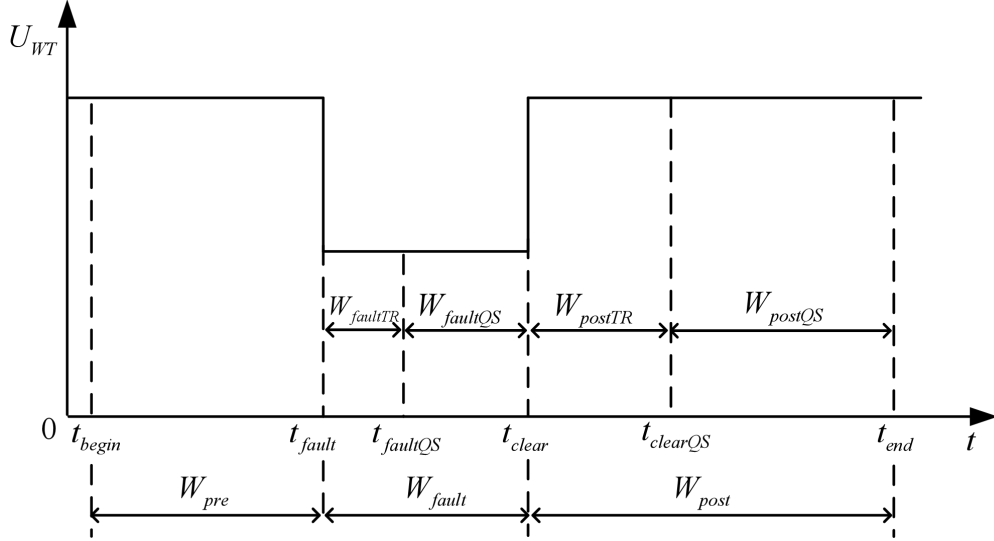 U_WT
W_faultTR W_faultQS W_postTR W_postQS
0 t_begin t_fault t_faultQS t_clear t_clearQS t_end t
W_pre W_fault W_post